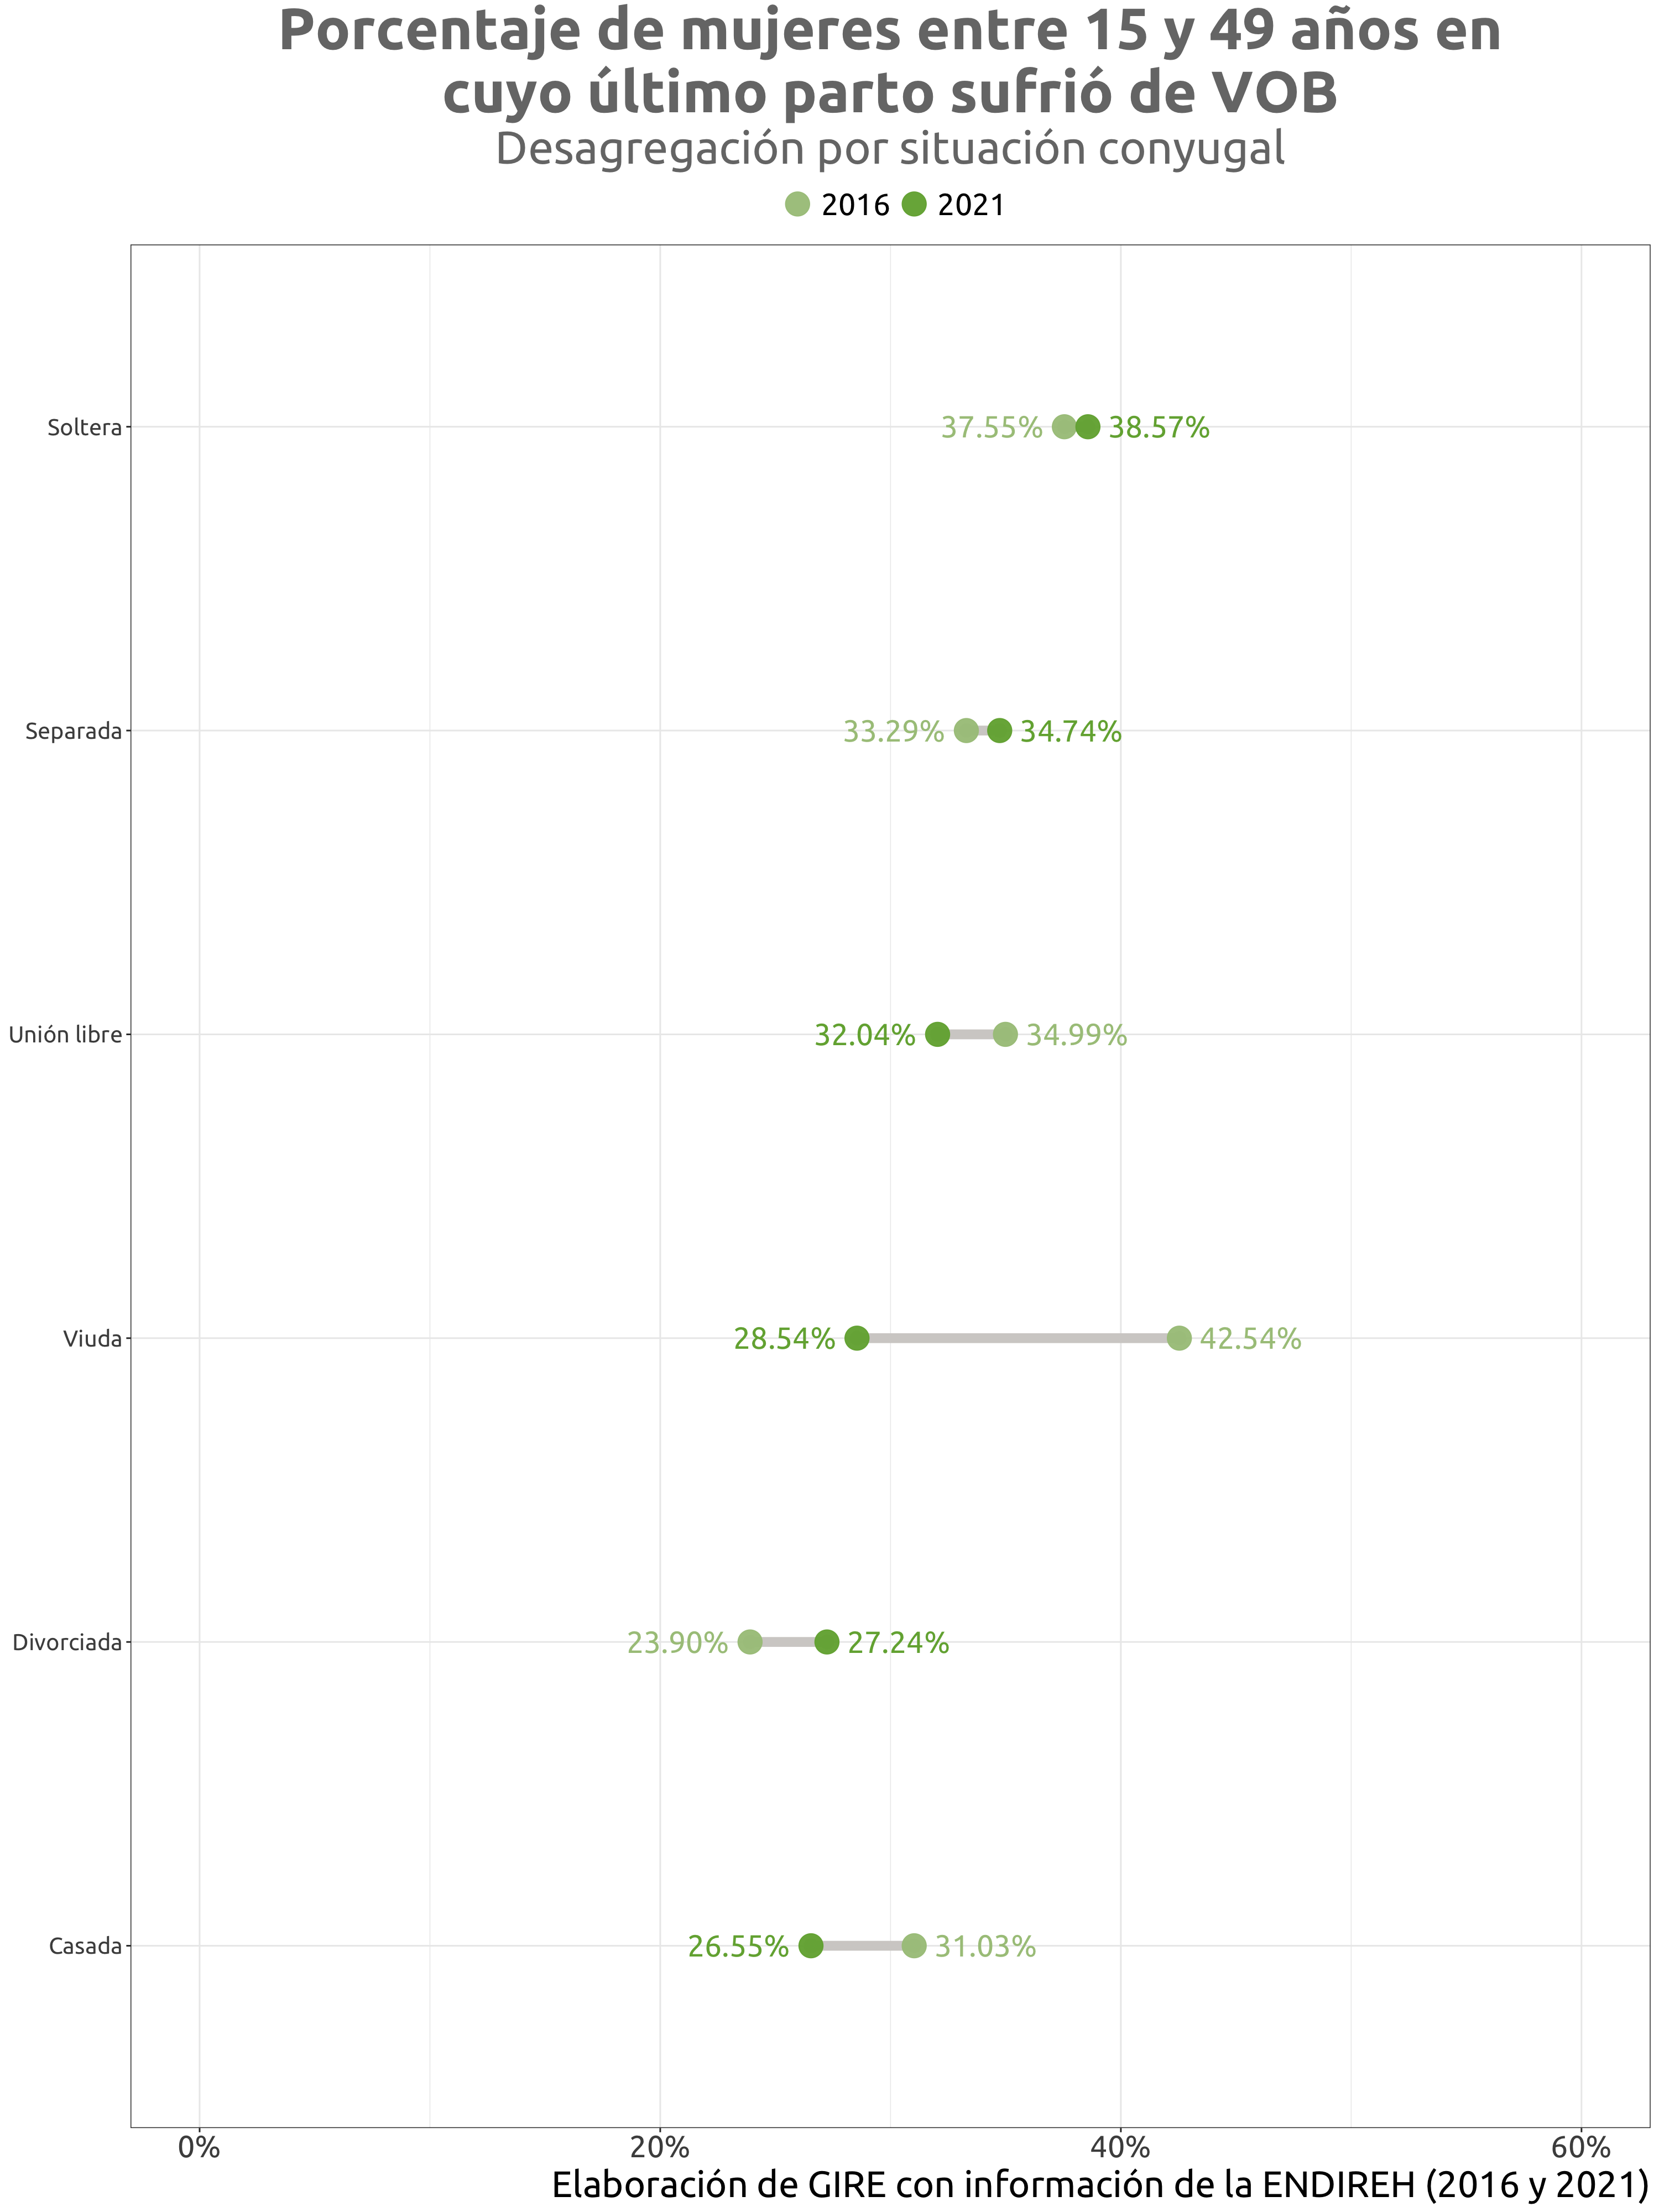 Porcentaje de mujeres entre 15 y 49 años en
cuyo último parto sufrió de VOB
Desagregación por situación conyugal
2016 2021
Soltera 37.55% 38.57%
Separada 33.29% 34.74%
Unión libre 32.04% 34.99%
Viuda 28.54% 42.54%
Divorciada 23.90% 27.24%
Casada 26.55% 31.03%
0% 20% 40% 60%
Elaboración de GIRE con información de la ENDIREH (2016 y 2021)